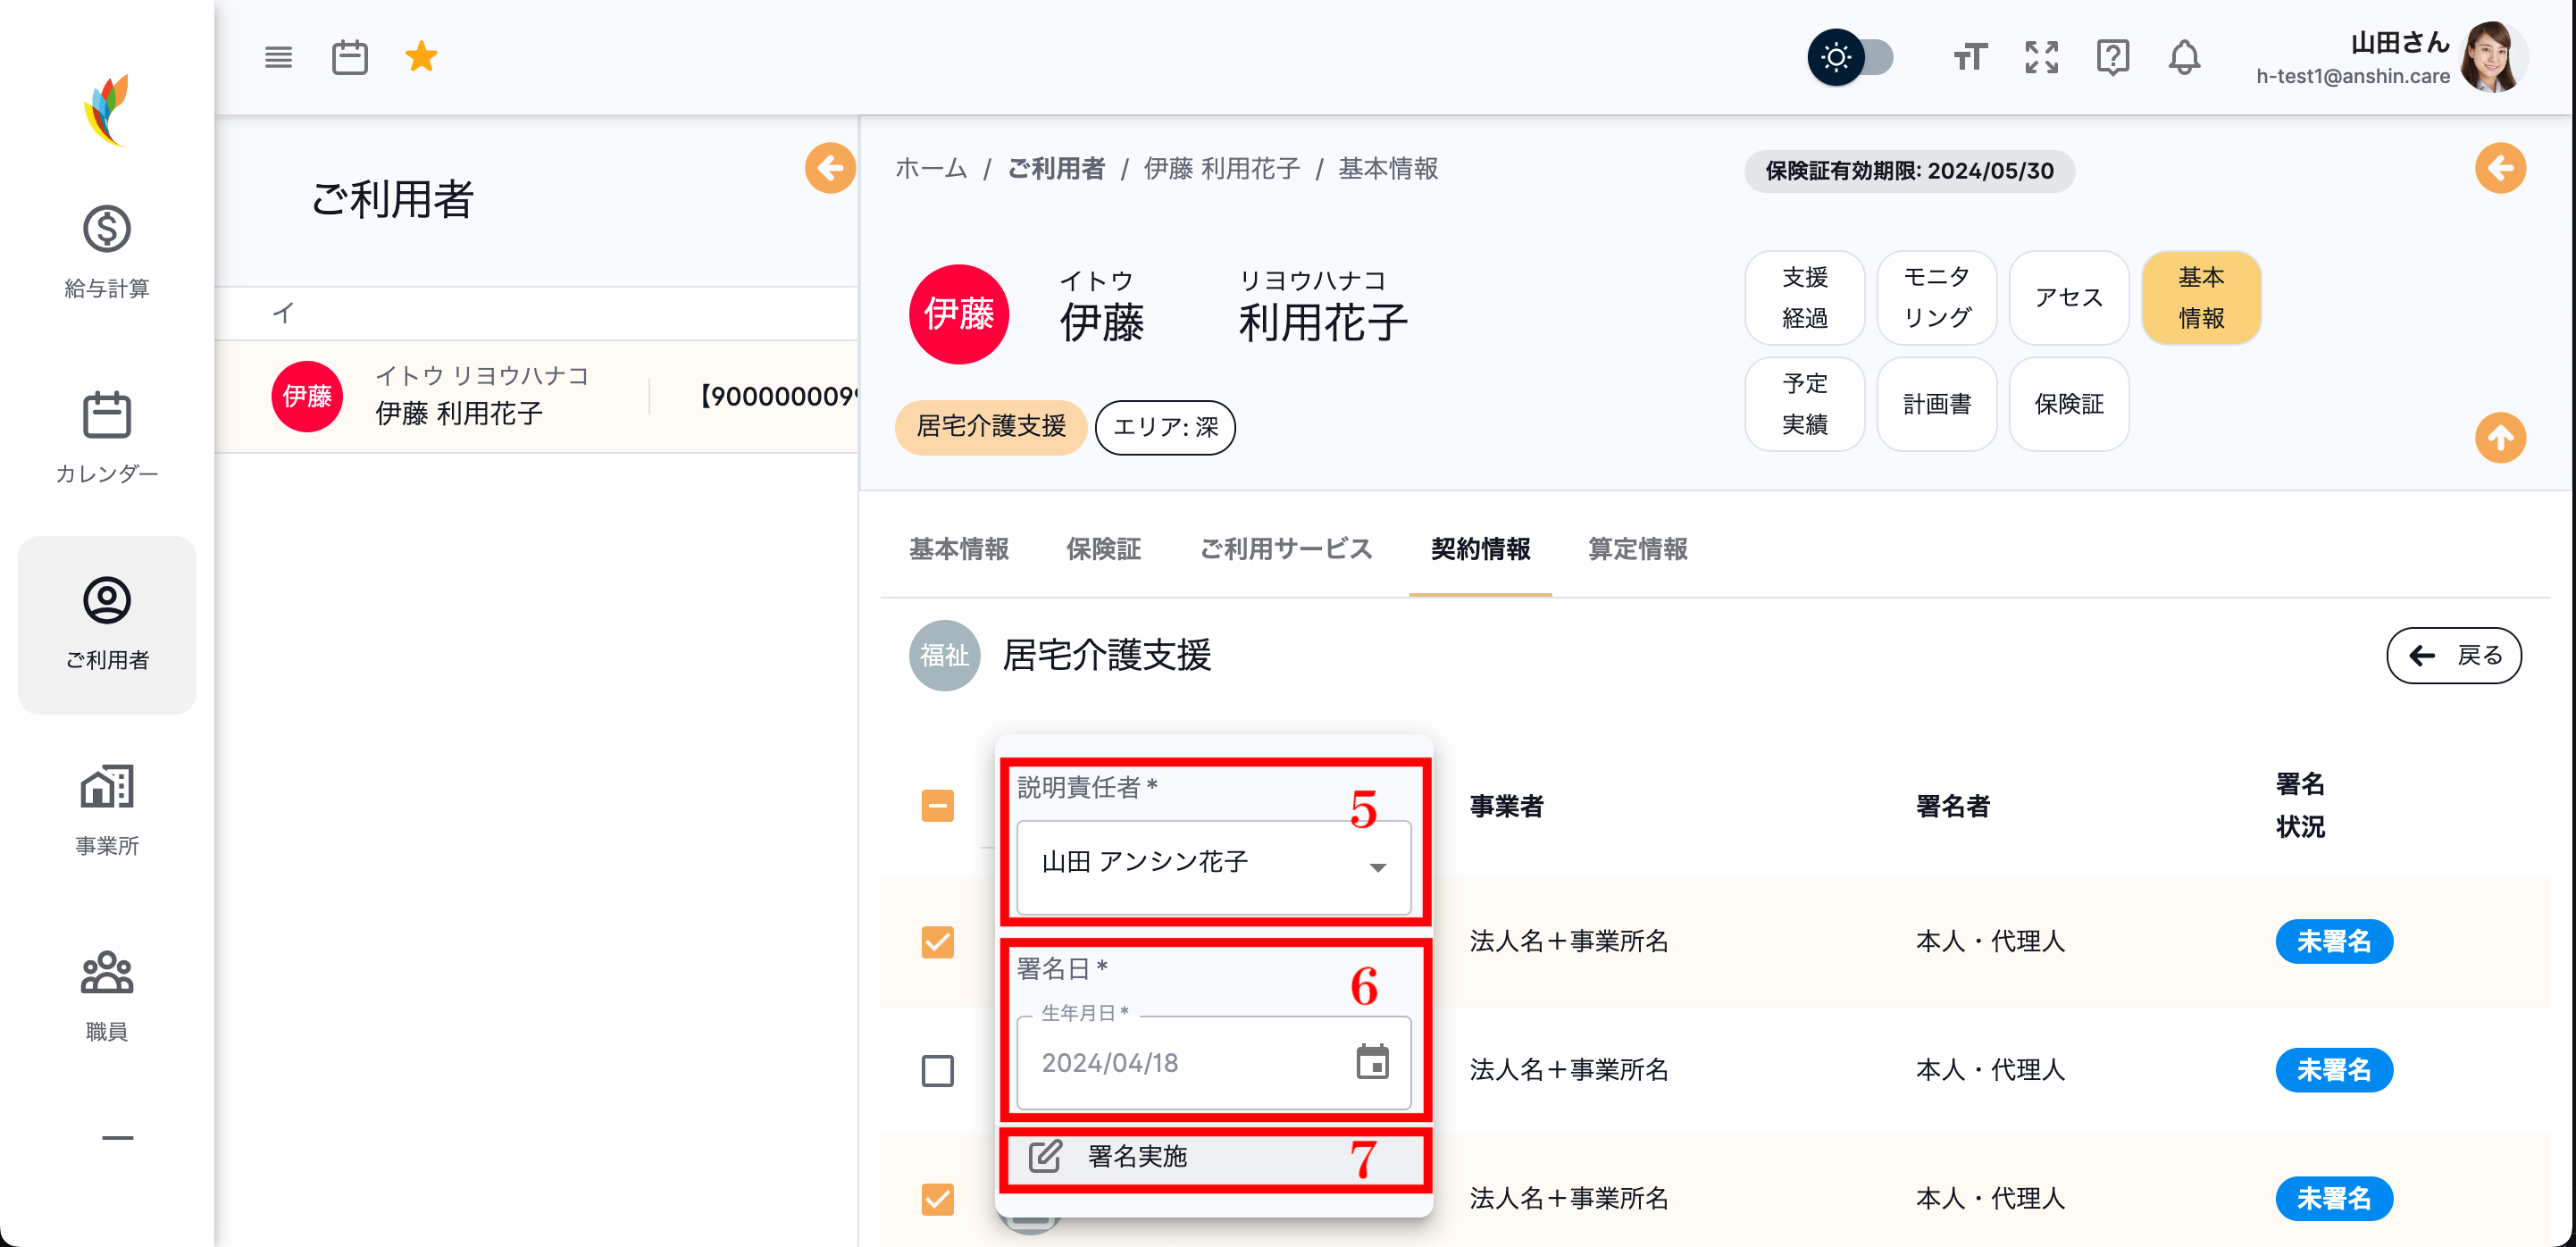 山田さん
h-test1@anshin.care
給与計算
カレンダー
ご利用者
事業所
職員
ご利用者
イ
伊藤
イトウ リヨウハナコ
伊藤 利用花子
【900000009
ホーム / ご利用者 / 伊藤 利用花子 / 基本情報
保険証有効期限: 2024/05/30
伊藤
イトウ リヨウハナコ
伊藤 利用花子
居宅介護支援
エリア: 深
支援
経過
モニタ
リング
アセス
基本
情報
予定
実績
計画書
保険証
基本情報 保険証 ご利用サービス 契約情報 算定情報
福祉
居宅介護支援
戻る
説明責任者 *
5
山田 アンシン花子
署名日 *
6
生年月日 *
2024/04/18
署名実施
7
事業者 署名者 署名
状況
法人名＋事業所名 本人・代理人 未署名
法人名＋事業所名 本人・代理人 未署名
法人名＋事業所名 本人・代理人 未署名